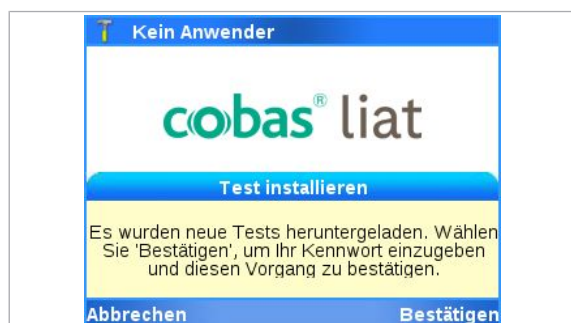 Kein Anwender
cobas® liat
Test installieren
Es wurden neue Tests heruntergeladen. Wählen
Sie 'Bestätigen', um Ihr Kennwort einzugeben
und diesen Vorgang zu bestätigen.
Abbrechen Bestätigen